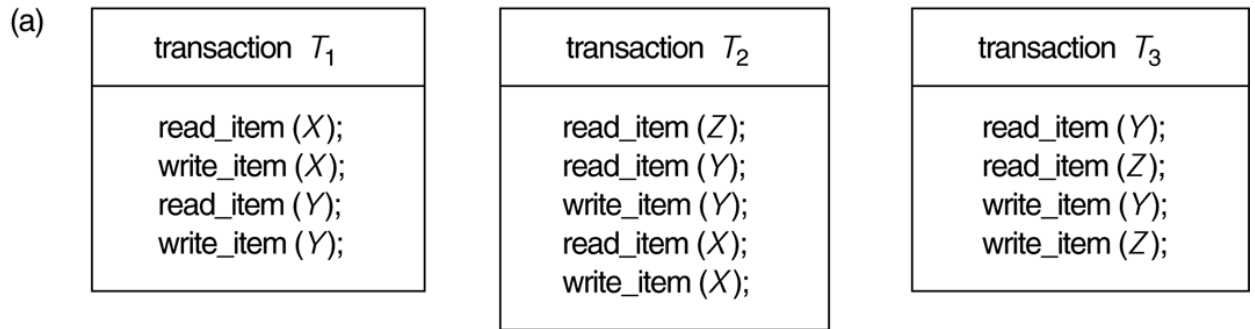 (a)
transaction T1
read_item (X);
write_item (X);
read_item (Y);
write_item (Y);
transaction T2
read_item (Z);
read_item (Y);
write_item (Y);
read_item (X);
write_item (X);
transaction T3
read_item (Y);
read_item (Z);
write_item (Y);
write_item (Z);